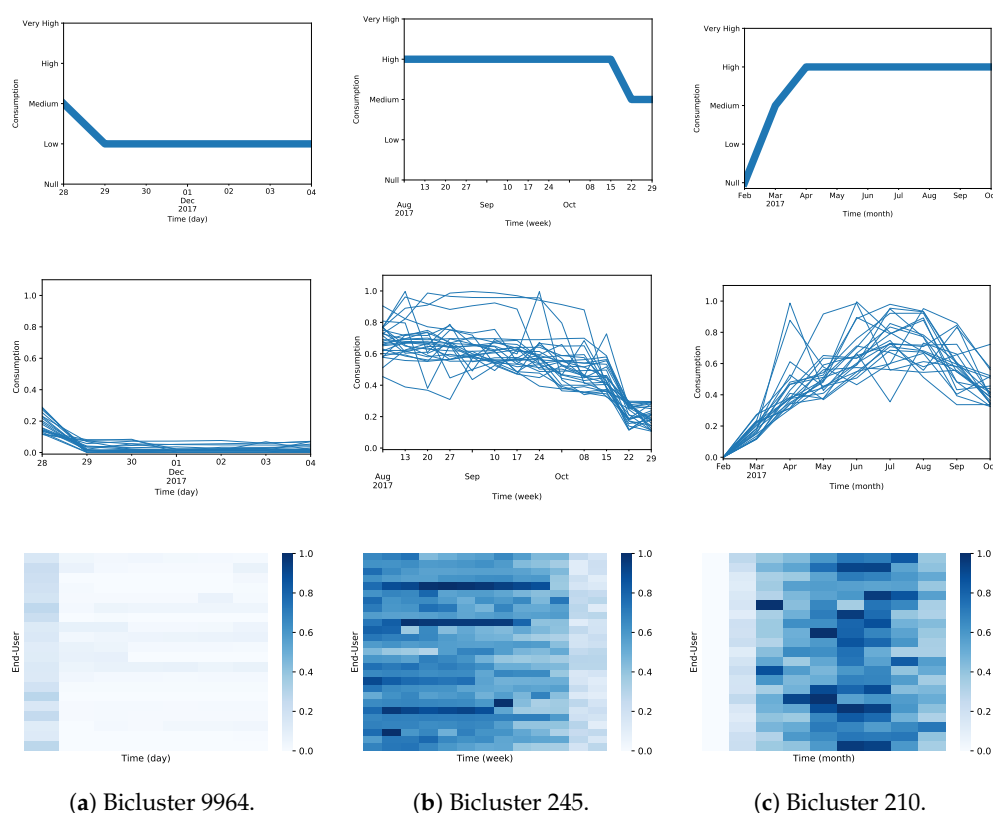 Very High
High
Medium
Low
Null
Consumption
28 29 30 01 02 03 04
Dec
2017
Time (day)
Very High
High
Medium
Low
Null
Consumption
13 20 27 10 17 24 08 15 22 29
Aug Sep Oct
2017
Time (week)
Very High
High
Medium
Low
Null
Consumption
Feb Mar Apr May Jun Jul Aug Sep Oct
2017
Time (month)
1.0
0.8
0.6
0.4
0.2
0.0
Consumption
28 29 30 01 02 03 04
Dec
2017
Time (day)
1.0
0.8
0.6
0.4
0.2
0.0
Consumption
13 20 27 10 17 24 08 15 22 29
Aug Sep Oct
2017
Time (week)
1.0
0.8
0.6
0.4
0.2
0.0
Consumption
Feb Mar Apr May Jun Jul Aug Sep Oct
2017
Time (month)
End-User
Time (day)
1.0
0.8
0.6
0.4
0.2
0.0
End-User
Time (week)
1.0
0.8
0.6
0.4
0.2
0.0
End-User
Time (month)
1.0
0.8
0.6
0.4
0.2
0.0
(a) Bicluster 9964.
(b) Bicluster 245.
(c) Bicluster 210.